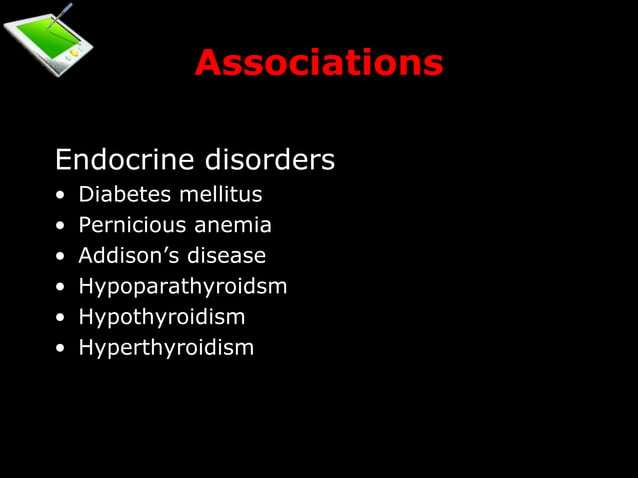 Associations
Endocrine disorders
• Diabetes mellitus
• Pernicious anemia
• Addison’s disease
• Hypoparathyroidsm
• Hypothyroidism
• Hyperthyroidism